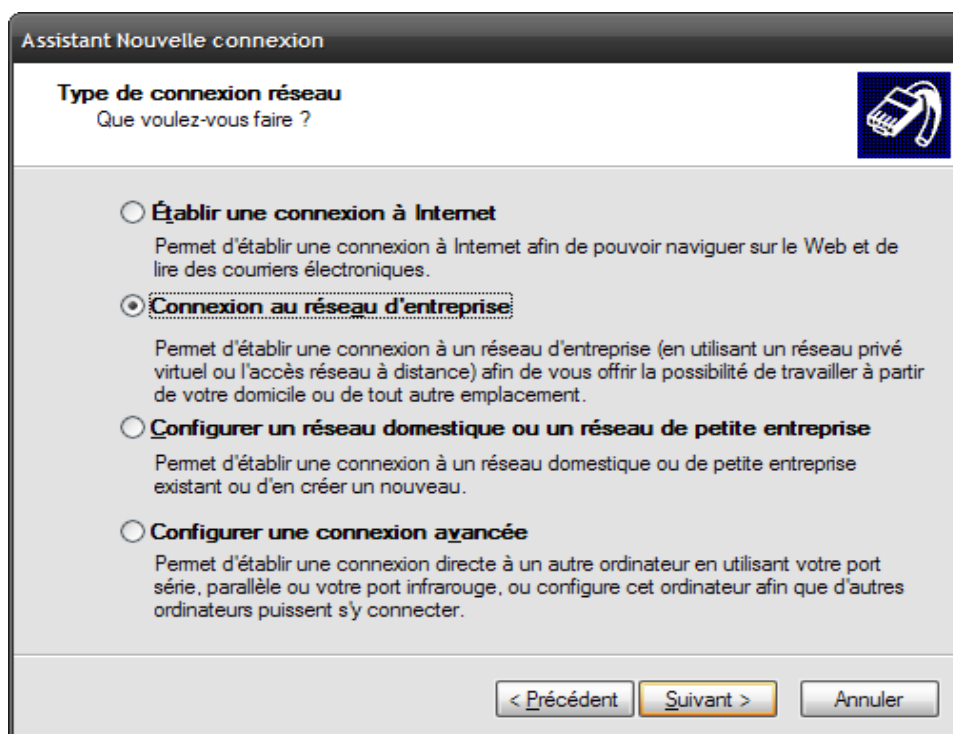 Assistant Nouvelle connexion
Type de connexion réseau
Que voulez-vous faire ?
Établir une connexion à Internet
Permet d'établir une connexion à Internet afin de pouvoir naviguer sur le Web et de
lire des courriers électroniques.
Connexion au réseau d'entreprise
Permet d'établir une connexion à un réseau d'entreprise (en utilisant un réseau privé
virtuel ou l'accès réseau à distance) afin de vous offrir la possibilité de travailler à partir
de votre domicile ou de tout autre emplacement.
Configurer un réseau domestique ou un réseau de petite entreprise
Permet d'établir une connexion à un réseau domestique ou de petite entreprise
existant ou d'en créer un nouveau.
Configurer une connexion avancée
Permet d'établir une connexion directe à un autre ordinateur en utilisant votre port
série, parallèle ou votre port infrarouge, ou configure cet ordinateur afin que d'autres
ordinateurs puissent s'y connecter.
< Précédent Suivant > Annuler